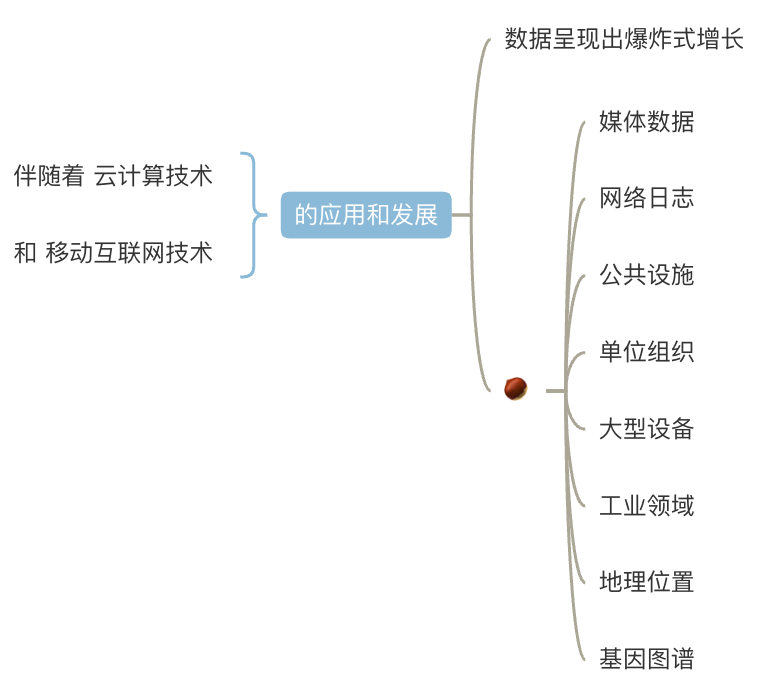 伴随着 云计算技术
和 移动互联网技术
的应用和发展
数据呈现出爆炸式增长
媒体数据
网络日志
公共设施
单位组织
大型设备
工业领域
地理位置
基因图谱